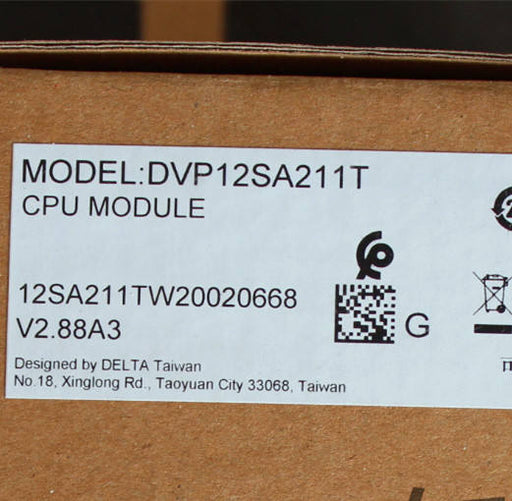 MODEL:DVP12SA211T
CPU MODULE
12SA211TW20020668
V2.88A3
G
Designed by DELTA Taiwan
No.18, Xinglong Rd., Taoyuan City 33068, Taiwan